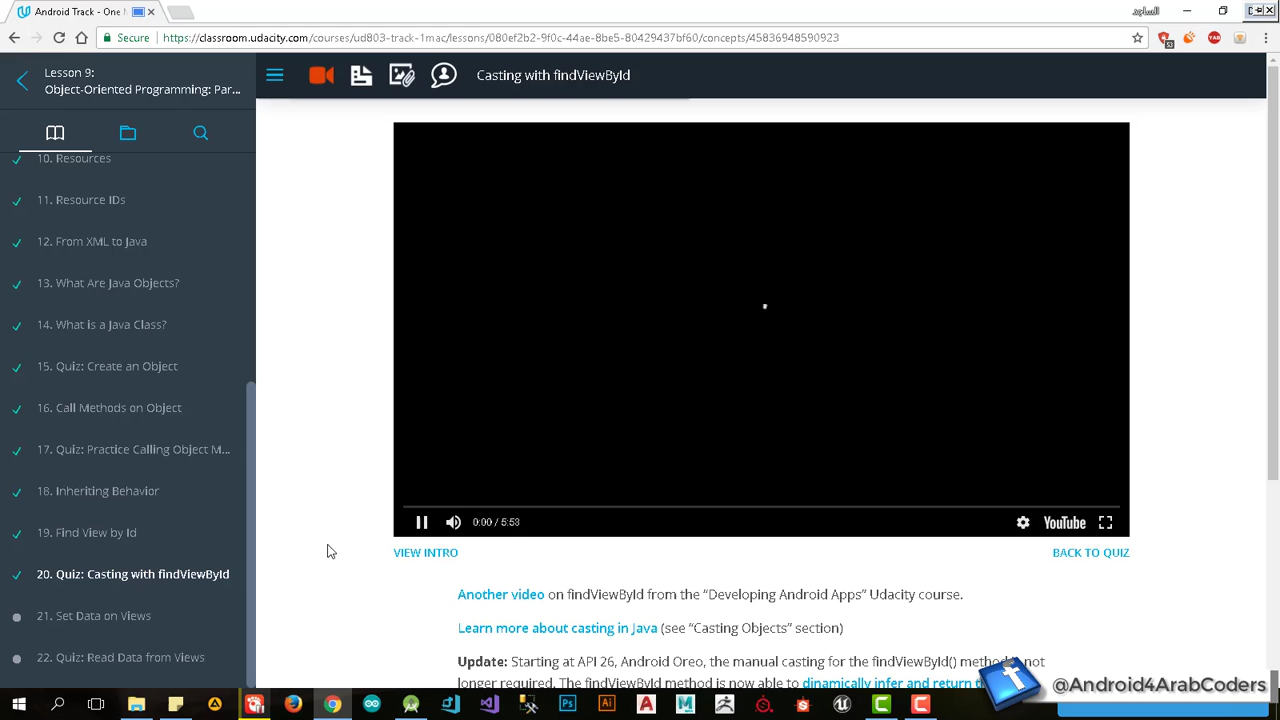 Android Track - One M
السلمود
Secure
https://classroom.udacity.com/courses/ud803-track-1mac/lessons/080ef2b2-9f0c-44ae-8be5-80429437bf60/concepts/45836948590923
53
Lesson 9:
Object-Oriented Programming: Par...
Casting with findViewById
10. Resources
11. Resource IDs
12. From XML to Java
13. What Are Java Objects?
14. What is a Java Class?
15. Quiz: Create an Object
16. Call Methods on Object
17. Quiz: Practice Calling Object M...
18. Inheriting Behavior
19. Find View by Id
20. Quiz: Casting with findViewById
21. Set Data on Views
22. Quiz: Read Data from Views
0:00 / 5:53
YouTube
VIEW INTRO
BACK TO QUIZ
Another video on findViewById from the “Developing Android Apps” Udacity course.
Learn more about casting in Java (see “Casting Objects” section)
Update: Starting at API 26, Android Oreo, the manual casting for the findViewById() method is not
longer required. The findViewById method is now able to dynamically infer and return t
@Android4ArabCoders